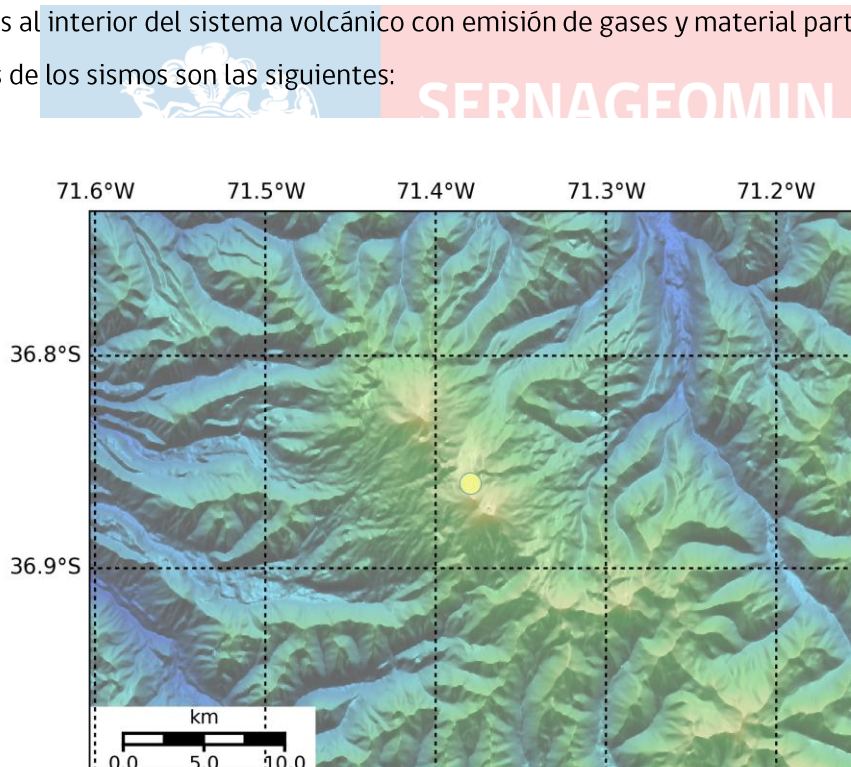 s al interior del sistema volcánico con emisión de gases y material part
s de los sismos son las siguientes:
SERNAGEOMIN
71.6°W 71.5°W 71.4°W 71.3°W 71.2°W
36.8°S
36.9°S
km
0.0 5.0 10.0